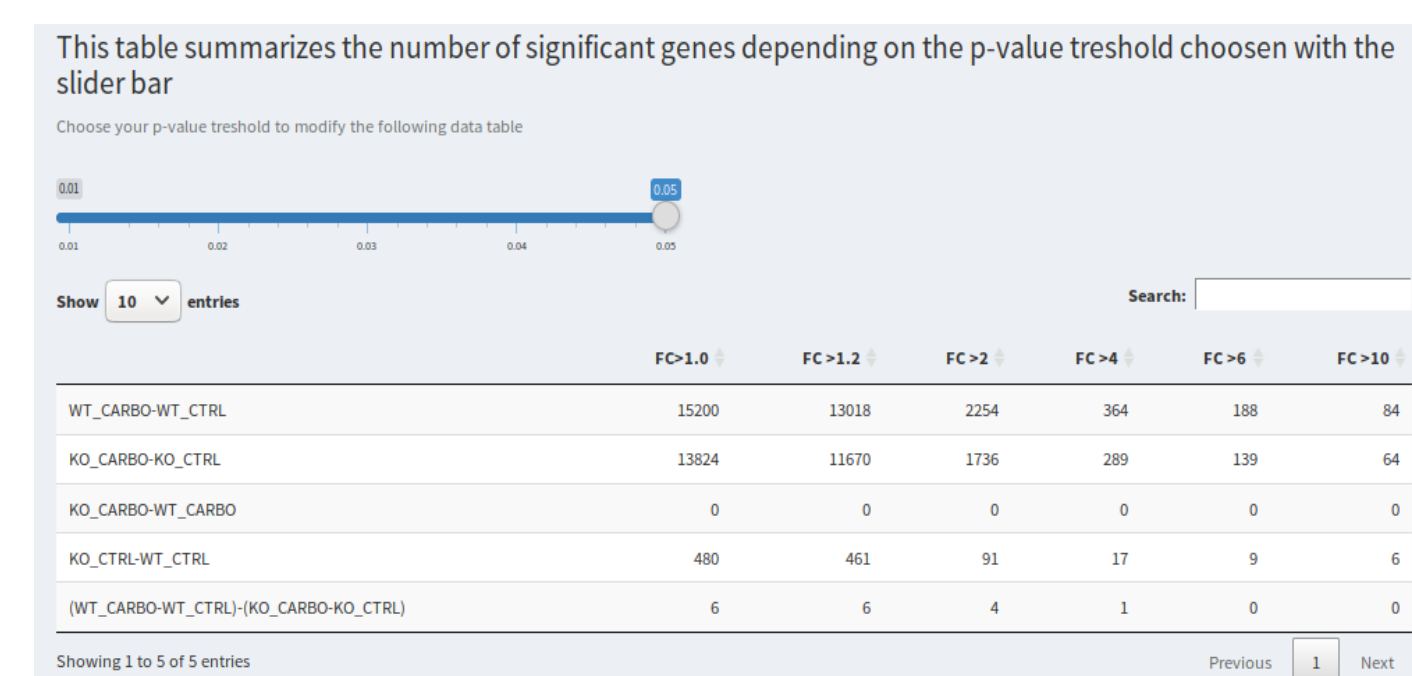 This table summarizes the number of significant genes depending on the p-value treshold choosen with the
slider bar
Choose your p-value treshold to modify the following data table
0.01 0.05
0.01 0.02 0.03 0.04 0.05
Show 10 entries Search:
FC>1.0 FC >1.2 FC >2 FC >4 FC >6 FC >10
WT_CARBO-WT_CTRL 15200 13018 2254 364 188 84
KO_CARBO-KO_CTRL 13824 11670 1736 289 139 64
KO_CARBO-WT_CARBO 0 0 0 0 0 0
KO_CTRL-WT_CTRL 480 461 91 17 9 6
(WT_CARBO-WT_CTRL)-(KO_CARBO-KO_CTRL) 6 6 4 1 0 0
Showing 1 to 5 of 5 entries Previous 1 Next